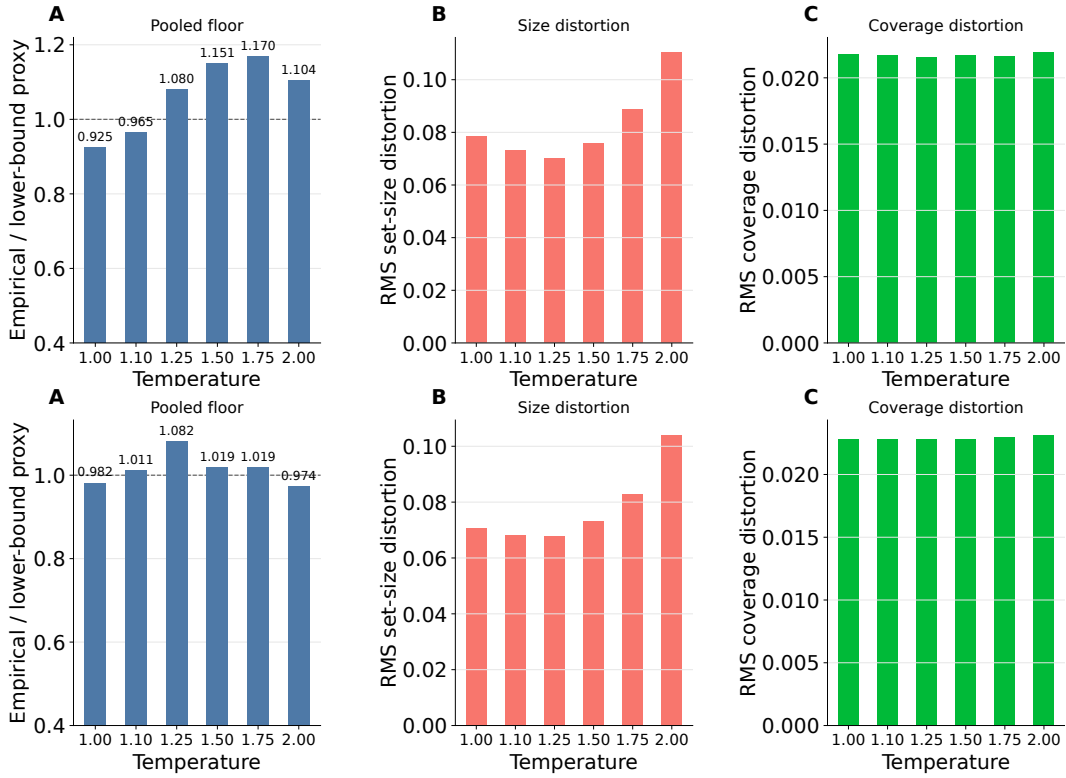 A
Pooled floor
Empirical / lower-bound proxy
1.2
1.0
0.8
0.6
0.4
0.925
0.965
1.080
1.151
1.170
1.104
1.00 1.10 1.25 1.50 1.75 2.00
Temperature
B
Size distortion
RMS set-size distortion
0.10
0.08
0.06
0.04
0.02
0.00
1.00 1.10 1.25 1.50 1.75 2.00
Temperature
C
Coverage distortion
RMS coverage distortion
0.020
0.015
0.010
0.005
0.000
1.00 1.10 1.25 1.50 1.75 2.00
Temperature
A
Pooled floor
Empirical / lower-bound proxy
1.0
0.8
0.6
0.4
0.982
1.011
1.082
1.019
1.019
0.974
1.00 1.10 1.25 1.50 1.75 2.00
Temperature
B
Size distortion
RMS set-size distortion
0.10
0.08
0.06
0.04
0.02
0.00
1.00 1.10 1.25 1.50 1.75 2.00
Temperature
C
Coverage distortion
RMS coverage distortion
0.020
0.015
0.010
0.005
0.000
1.00 1.10 1.25 1.50 1.75 2.00
Temperature